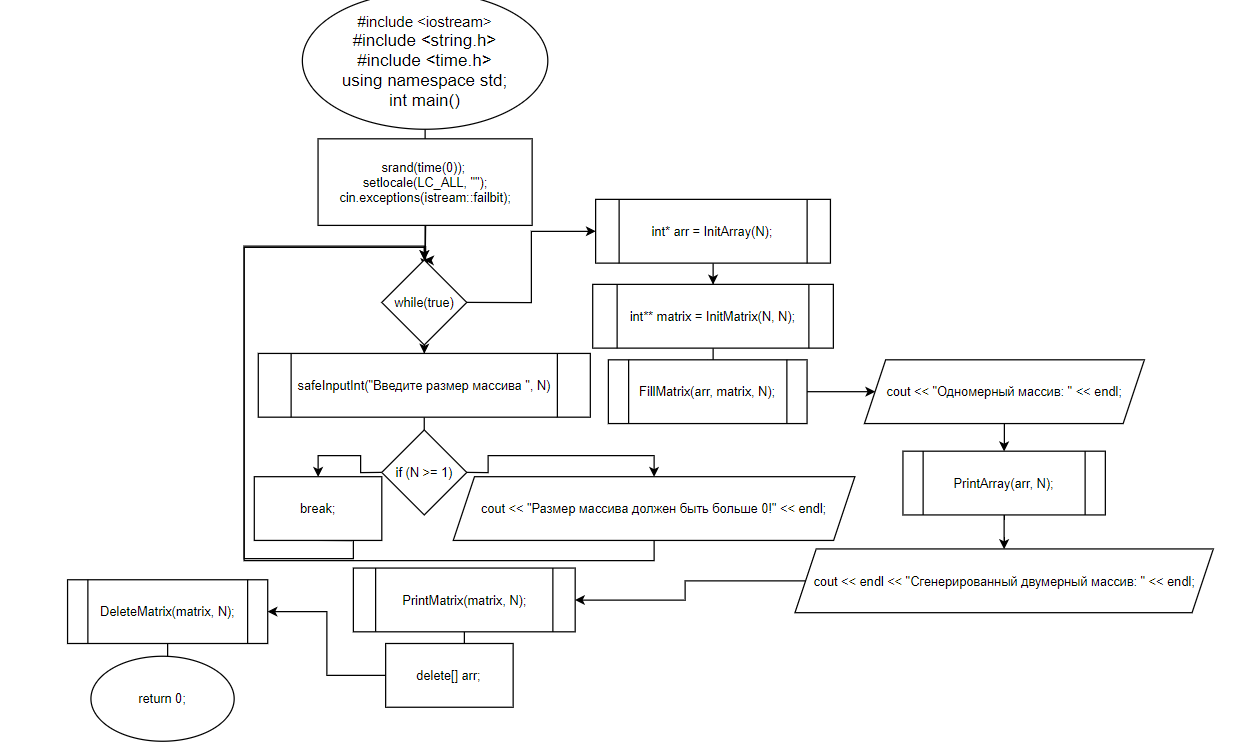 #include <iostream>
#include <string.h>
#include <time.h>
using namespace std;
int main()
srand(time(0));
setlocale(LC_ALL, "");
cin.exceptions(istream::failbit);
while(true)
safeInputInt("Введите размер массива ", N)
if (N >= 1)
break;
cout << "Размер массива должен быть больше 0!" << endl;
int* arr = InitArray(N);
int** matrix = InitMatrix(N, N);
FillMatrix(arr, matrix, N);
cout << "Одномерный массив: " << endl;
PrintArray(arr, N);
cout << endl << "Сгенерированный двумерный массив: " << endl;
PrintMatrix(matrix, N);
delete[] arr;
DeleteMatrix(matrix, N);
return 0;